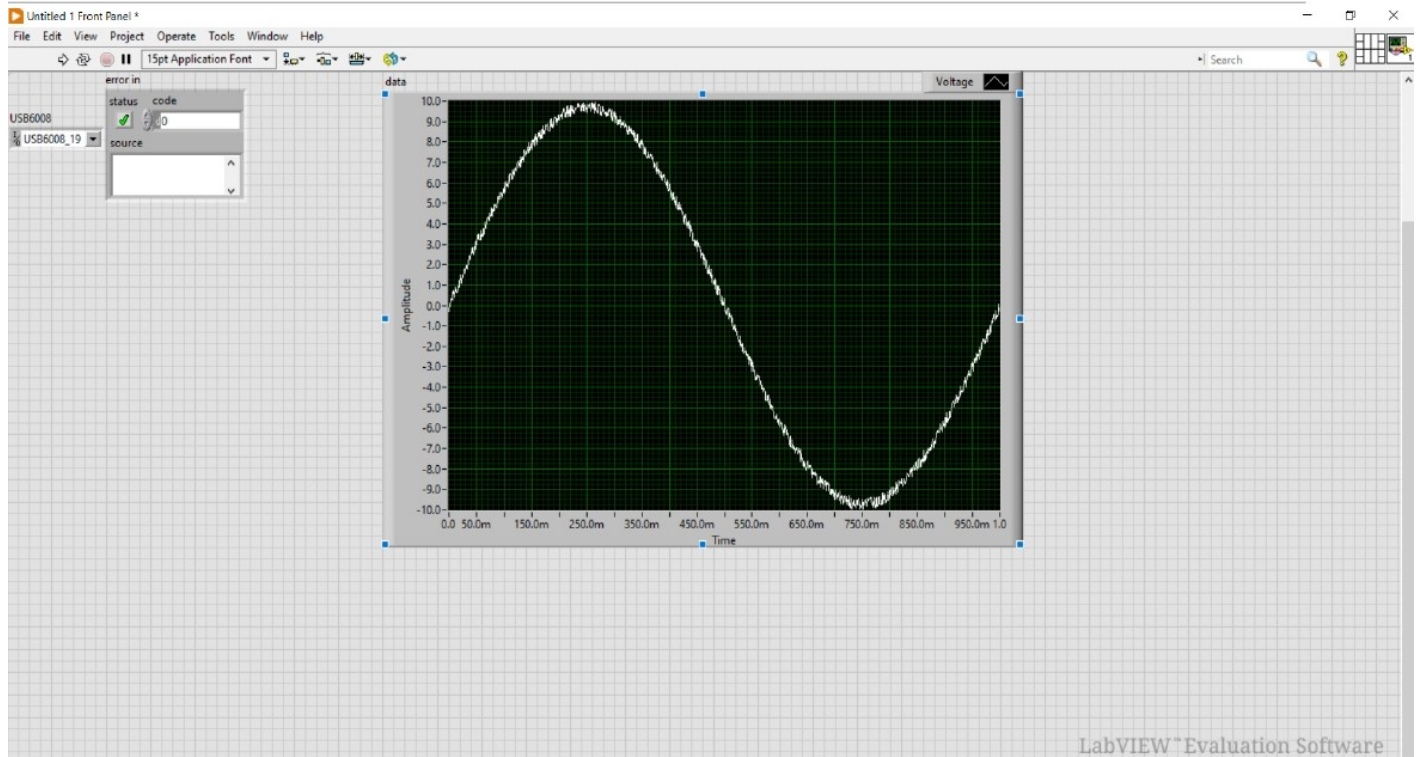 Untitled 1 Front Panel *
File Edit View Project Operate Tools Window Help
15pt Application Font
Search
USB6008
USB6008_19
error in
status code
0
source
data
Voltage
10.0
9.0
8.0
7.0
6.0
5.0
4.0
3.0
2.0
1.0
0.0
-1.0
-2.0
-3.0
-4.0
-5.0
-6.0
-7.0
-8.0
-9.0
-10.0
Amplitude
0.0 50.0m 150.0m 250.0m 350.0m 450.0m 550.0m 650.0m 750.0m 850.0m 950.0m 1.0
Time
LabVIEW™ Evaluation Software